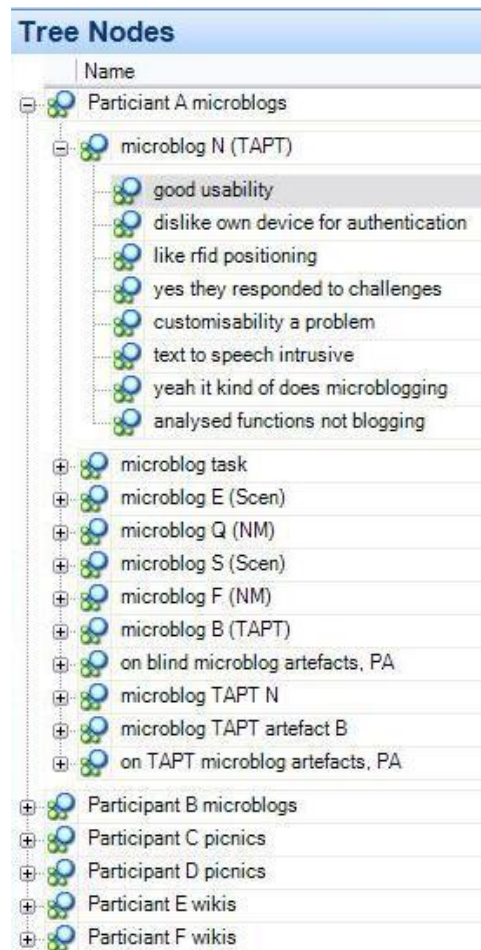 Tree Nodes
Name
Particiant A microblogs
microblog N (TAPT)
good usability
dislike own device for authentication
like rfid positioning
yes they responded to challenges
customisability a problem
text to speech intrusive
yeah it kind of does microblogging
analysed functions not blogging
microblog task
microblog E (Scen)
microblog Q (NM)
microblog S (Scen)
microblog F (NM)
microblog B (TAPT)
on blind microblog artefacts, PA
microblog TAPT N
microblog TAPT artefact B
on TAPT microblog artefacts, PA
Participant B microblogs
Participant C picnics
Participant D picnics
Particiant E wikis
Particiant F wikis